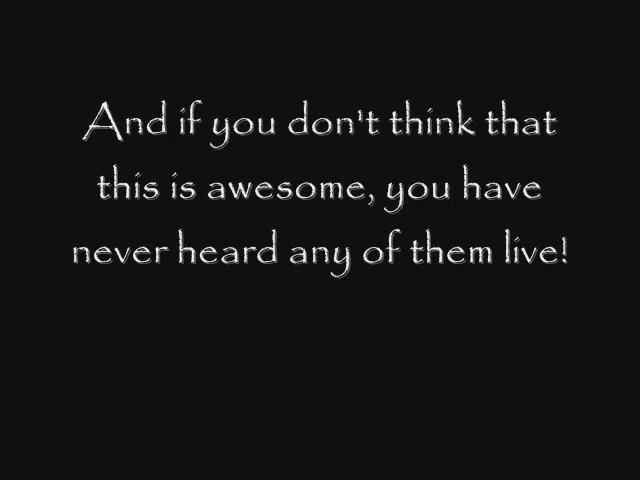 And if you don't think that
this is awesome, you have
never heard any of them live!